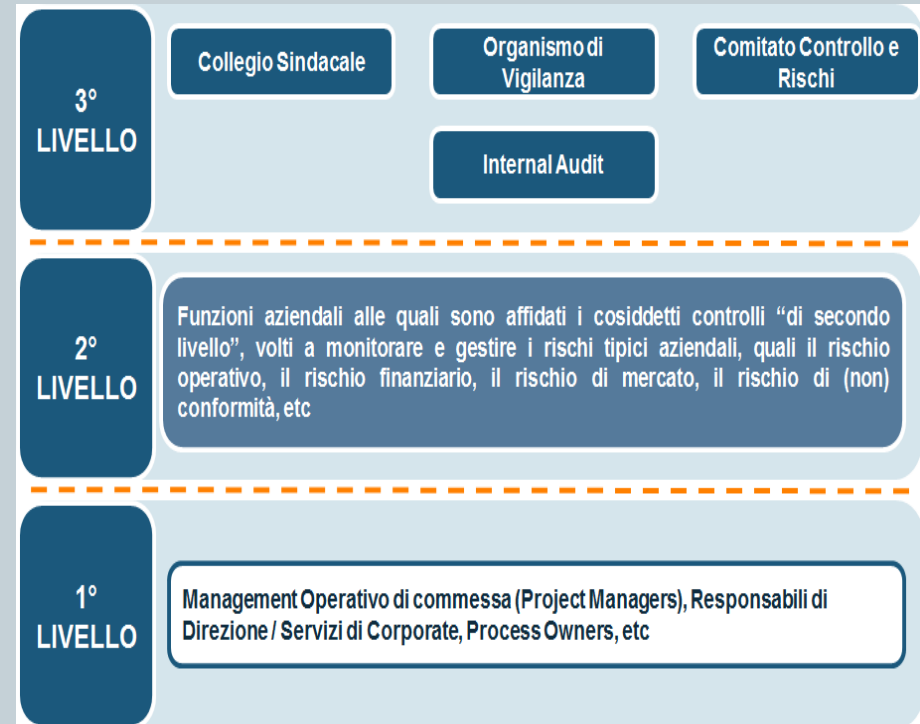 3°
LIVELLO
Collegio Sindacale
Organismo di
Vigilanza
Comitato Controllo e
Rischi
Internal Audit
2°
LIVELLO
Funzioni aziendali alle quali sono affidati i cosiddetti controlli “di secondo
livello”, volti a monitorare e gestire i rischi tipici aziendali, quali il rischio
operativo, il rischio finanziario, il rischio di mercato, il rischio di (non)
conformità, etc
1°
LIVELLO
Management Operativo di commessa (Project Managers), Responsabili di
Direzione / Servizi di Corporate, Process Owners, etc